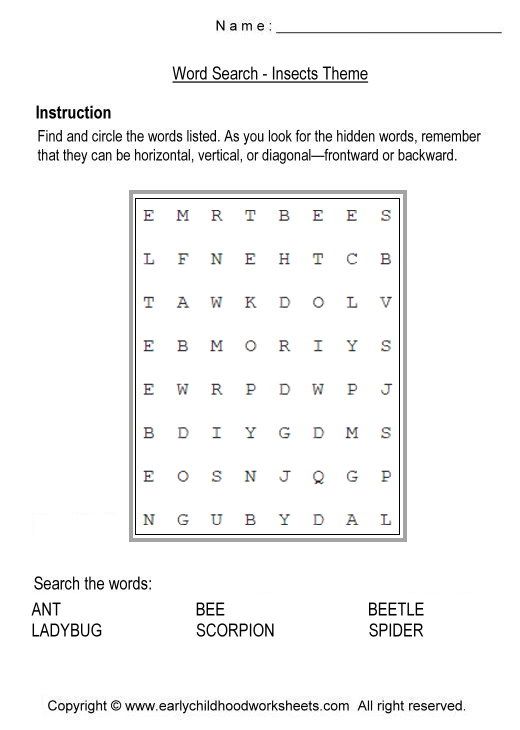 Name:
Word Search - Insects Theme
Instruction
Find and circle the words listed. As you look for the hidden words, remember
that they can be horizontal, vertical, or diagonal—frontward or backward.
E M R T B E E S
L F N E H T C B
T A W K D O L V
E B M O R I Y S
E W R P D W P J
B D I Y G D M S
E O S N J Q G P
N G U B Y D A L
Search the words:
ANT BEE BEETLE
LADYBUG SCORPION SPIDER
Copyright © www.earlychildhoodworksheets.com All right reserved.